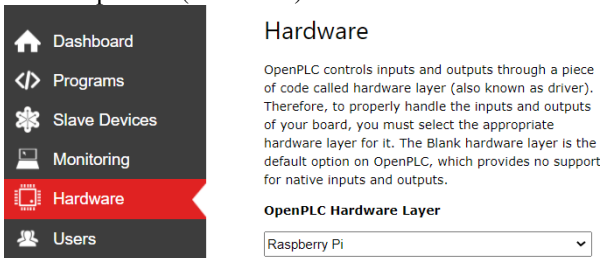 Dashboard
Programs
Slave Devices
Monitoring
Hardware
Users
Hardware
OpenPLC controls inputs and outputs through a piece
of code called hardware layer (also known as driver).
Therefore, to properly handle the inputs and outputs
of your board, you must select the appropriate
hardware layer for it. The Blank hardware layer is the
default option on OpenPLC, which provides no support
for native inputs and outputs.
OpenPLC Hardware Layer
Raspberry Pi